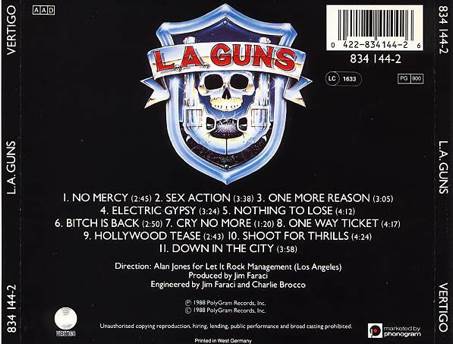 AAD
VERTIGO
L.A.GUNS
834 144-2
L.A. GUNS
0 422-834144-2 6
834 144-2
LC 1633
PG 900
1. NO MERCY (2:45) 2. SEX ACTION (3:38) 3. ONE MORE REASON (3:05)
4. ELECTRIC GYPSY (3:24) 5. NOTHING TO LOSE (4:12)
6. BITCH IS BACK (2:50) 7. CRY NO MORE (1:20) 8. ONE WAY TICKET (4:17)
9. HOLLYWOOD TEASE (2:43) 10. SHOOT FOR THRILLS (4:24)
11. DOWN IN THE CITY (3:58)
Direction: Alan Jones for Let It Rock Management (Los Angeles)
Produced by Jim Faraci
Engineered by Jim Faraci and Charlie Brocco
℗ 1988 PolyGram Records, Inc.
© 1988 PolyGram Records, Inc.
Unauthorised copying reproduction, hiring, lending, public performance and broad casting prohibited.
Printed in West Germany
VERTIGO
marketed by
phonogram
834 144-2
L.A.GUNS
VERTIGO